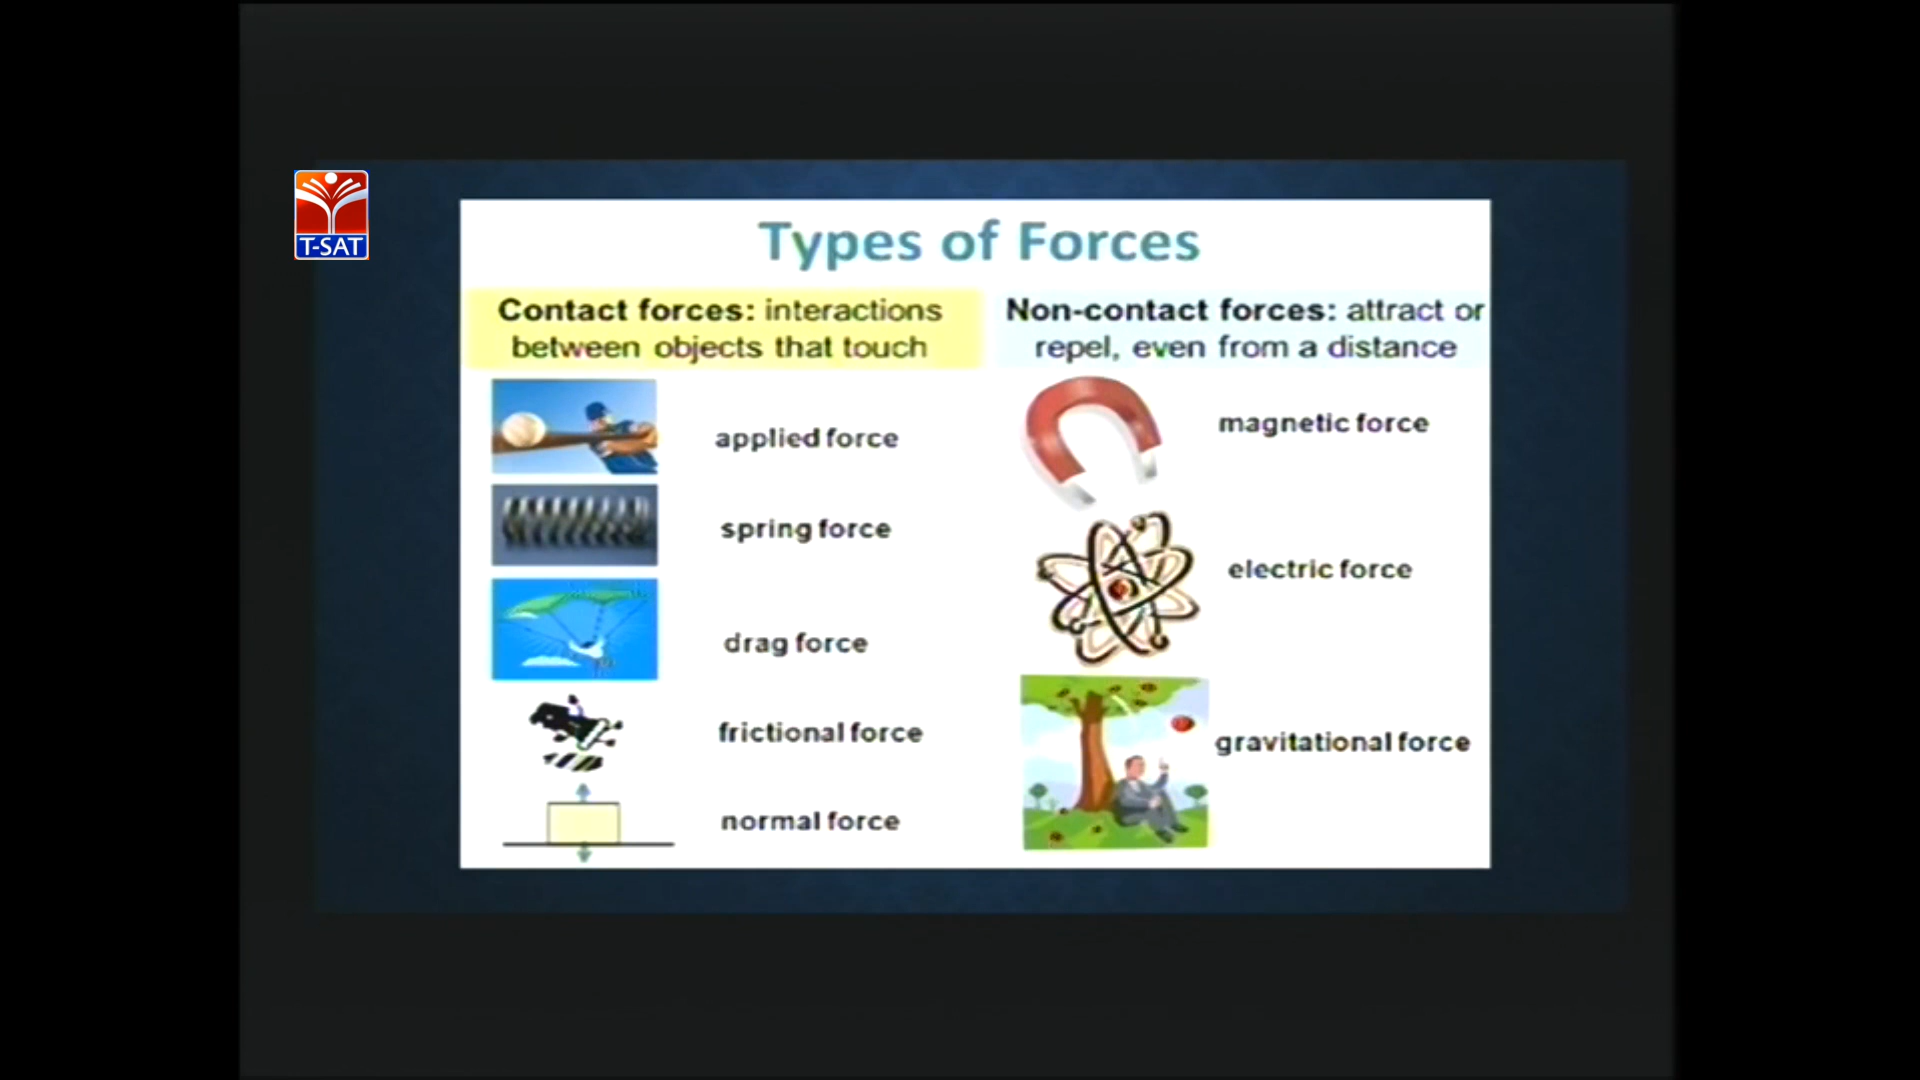 T-SAT
Types of Forces
Contact forces: interactions
between objects that touch
applied force
spring force
drag force
frictional force
normal force
Non-contact forces: attract or
repel, even from a distance
magnetic force
electric force
gravitational force